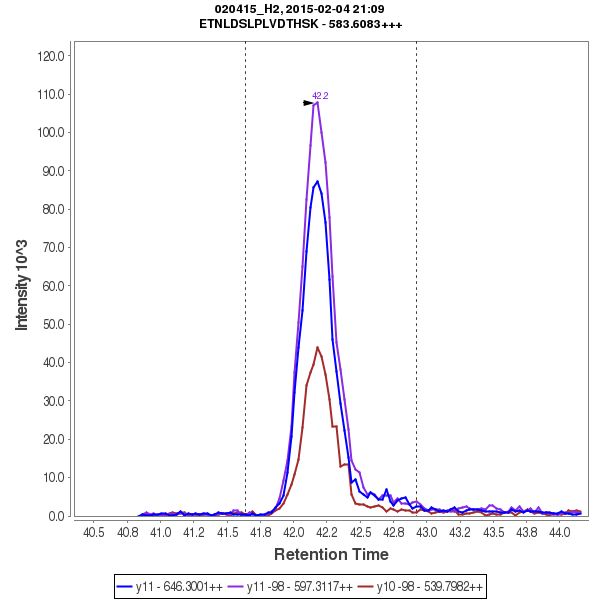 020415_H2, 2015-02-04 21:09
ETNLDSLPLVDTHSK - 583.6083+++
120.0
110.0
100.0
90.0
80.0
70.0
60.0
50.0
40.0
30.0
20.0
10.0
0.0
Intensity 10^3
42.2
40.5 40.8 41.0 41.2 41.5 41.8 42.0 42.2 42.5 42.8 43.0 43.2 43.5 43.8 44.0
Retention Time
y11 - 646.3001++ y11 -98 - 597.3117++ y10 -98 - 539.7982++